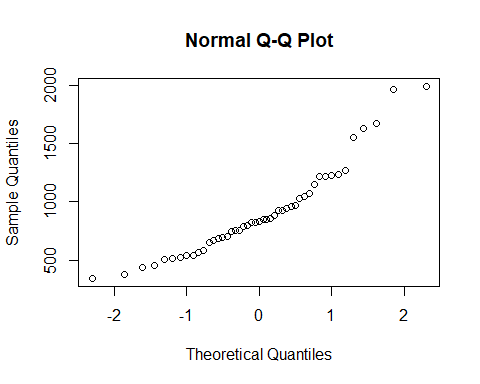 Normal Q-Q Plot
Sample Quantiles
2000
1500
1000
500
-2 -1 0 1 2
Theoretical Quantiles